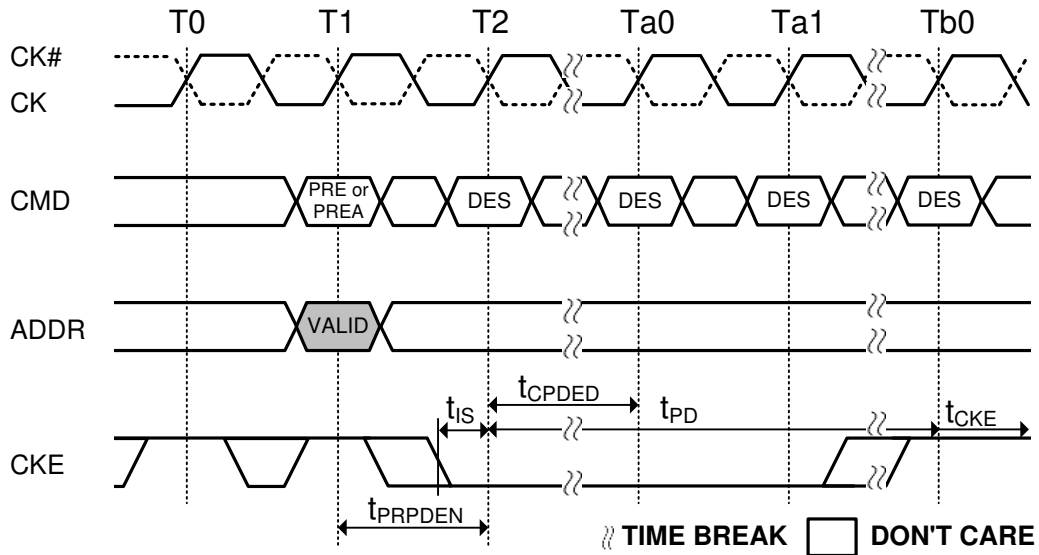 T0 T1 T2 Ta0 Ta1 Tb0
CK#
CK
CMD
PRE or
PREA
DES DES DES DES
ADDR
VALID
tCPDED
tIS tPD tCKE
CKE
tPRPDEN
TIME BREAK DON'T CARE